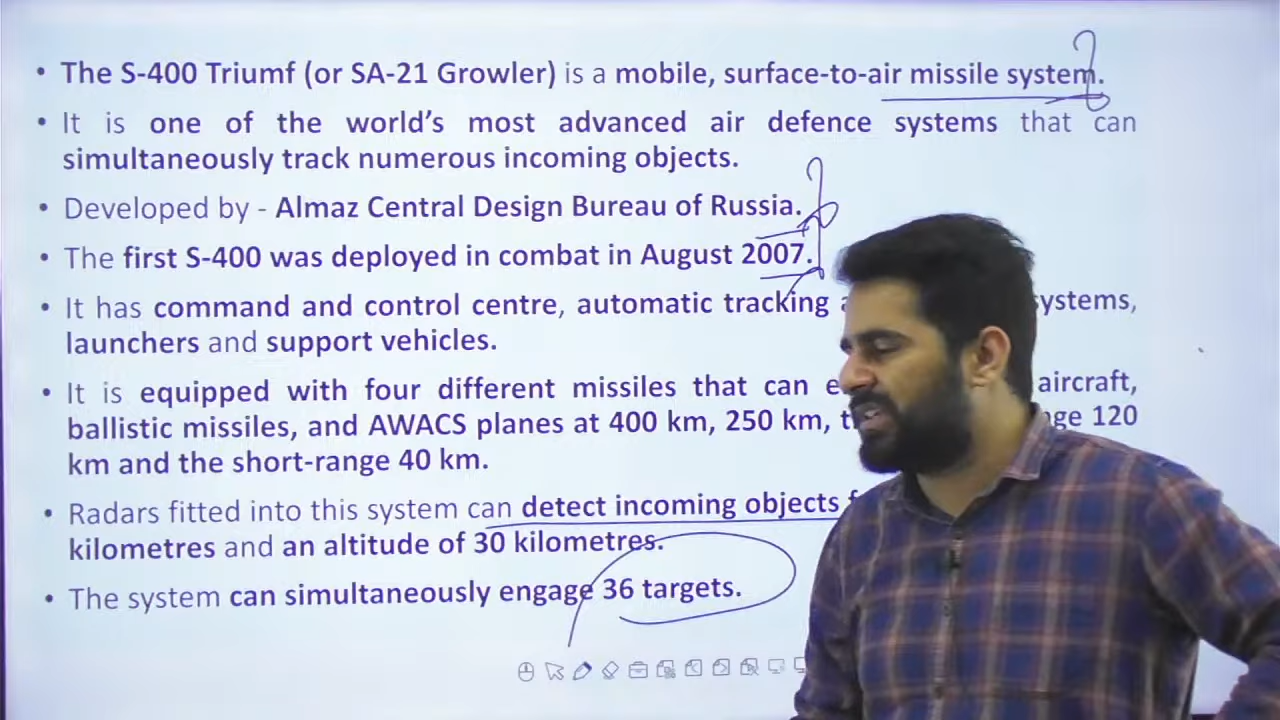 • The S-400 Triumf (or SA-21 Growler) is a mobile, surface-to-air missile system.
• It is one of the world's most advanced air defence systems that can
simultaneously track numerous incoming objects.
• Developed by - Almaz Central Design Bureau of Russia.
• The first S-400 was deployed in combat in August 2007.
• It has command and control centre, automatic tracking systems,
launchers and support vehicles.
• It is equipped with four different missiles that can aircraft,
ballistic missiles, and AWACS planes at 400 km, 250 km, 120
km and the short-range 40 km.
• Radars fitted into this system can detect incoming objects
kilometres and an altitude of 30 kilometres.
• The system can simultaneously engage 36 targets.